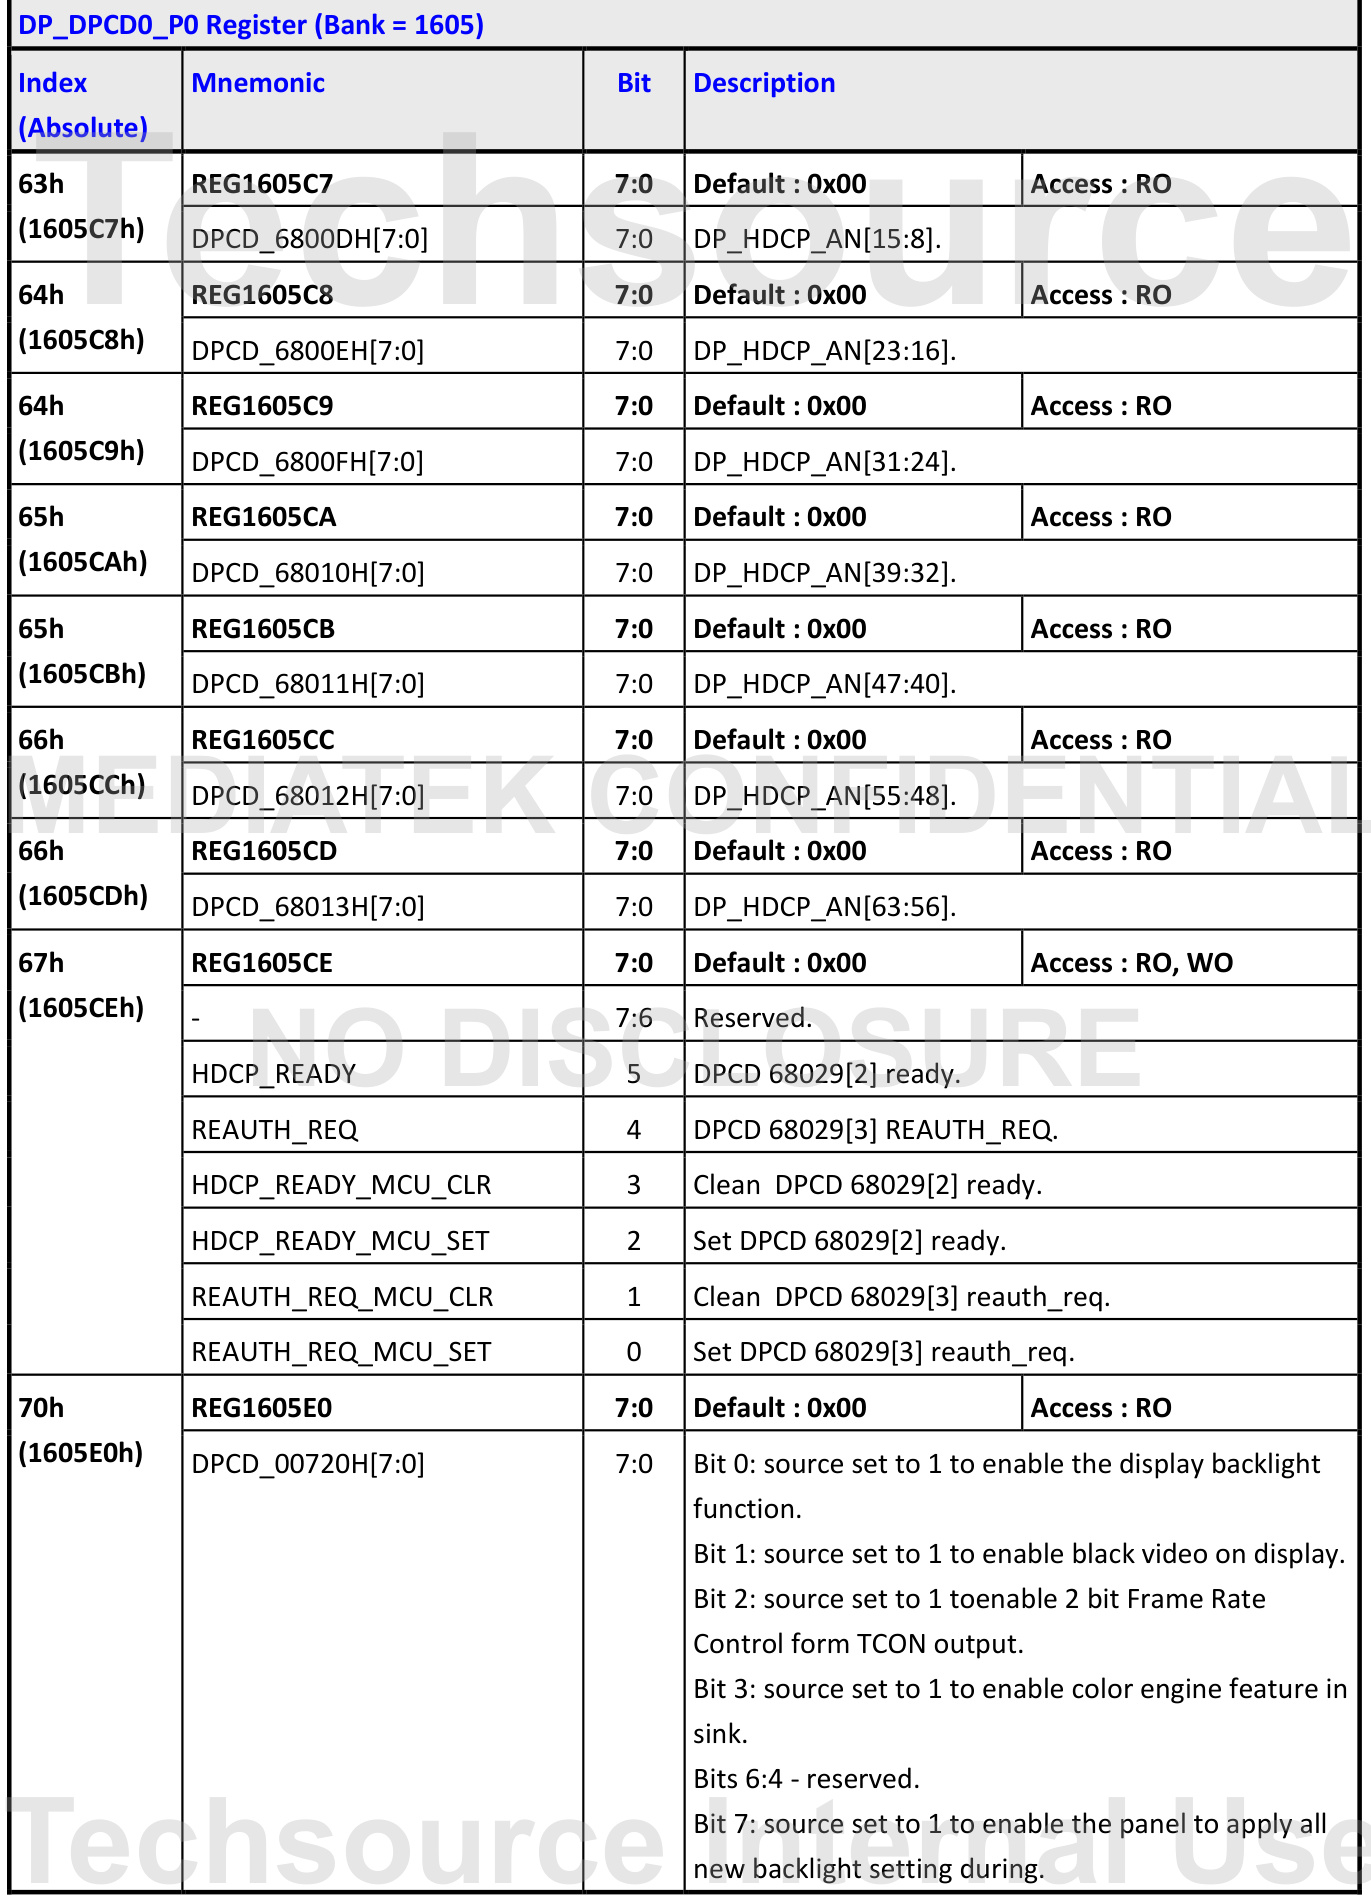 DP_DPCD0_P0 Register (Bank = 1605)
Index (Absolute) Mnemonic Bit Description
63h (1605C7h) REG1605C7 7:0 Default : 0x00 Access : RO
DPCD_6800DH[7:0] 7:0 DP_HDCP_AN[15:8].
64h (1605C8h) REG1605C8 7:0 Default : 0x00 Access : RO
DPCD_6800EH[7:0] 7:0 DP_HDCP_AN[23:16].
64h (1605C9h) REG1605C9 7:0 Default : 0x00 Access : RO
DPCD_6800FH[7:0] 7:0 DP_HDCP_AN[31:24].
65h (1605CAh) REG1605CA 7:0 Default : 0x00 Access : RO
DPCD_68010H[7:0] 7:0 DP_HDCP_AN[39:32].
65h (1605CBh) REG1605CB 7:0 Default : 0x00 Access : RO
DPCD_68011H[7:0] 7:0 DP_HDCP_AN[47:40].
66h (1605CCh) REG1605CC 7:0 Default : 0x00 Access : RO
DPCD_68012H[7:0] 7:0 DP_HDCP_AN[55:48].
66h (1605CDh) REG1605CD 7:0 Default : 0x00 Access : RO
DPCD_68013H[7:0] 7:0 DP_HDCP_AN[63:56].
67h (1605CEh) REG1605CE 7:0 Default : 0x00 Access : RO, WO
- 7:6 Reserved.
HDCP_READY 5 DPCD 68029[2] ready.
REAUTH_REQ 4 DPCD 68029[3] REAUTH_REQ.
HDCP_READY_MCU_CLR 3 Clean  DPCD 68029[2] ready.
HDCP_READY_MCU_SET 2 Set DPCD 68029[2] ready.
REAUTH_REQ_MCU_CLR 1 Clean  DPCD 68029[3] reauth_req.
REAUTH_REQ_MCU_SET 0 Set DPCD 68029[3] reauth_req.
70h (1605E0h) REG1605E0 7:0 Default : 0x00 Access : RO
DPCD_00720H[7:0] 7:0 Bit 0: source set to 1 to enable the display backlight
function.
Bit 1: source set to 1 to enable black video on display.
Bit 2: source set to 1 toenable 2 bit Frame Rate
Control form TCON output.
Bit 3: source set to 1 to enable color engine feature in
sink.
Bits 6:4 - reserved.
Bit 7: source set to 1 to enable the panel to apply all
new backlight setting during.
Techsource
MEDIATEK CONFIDENTIAL
NO DISCLOSURE
Techsource Internal Use